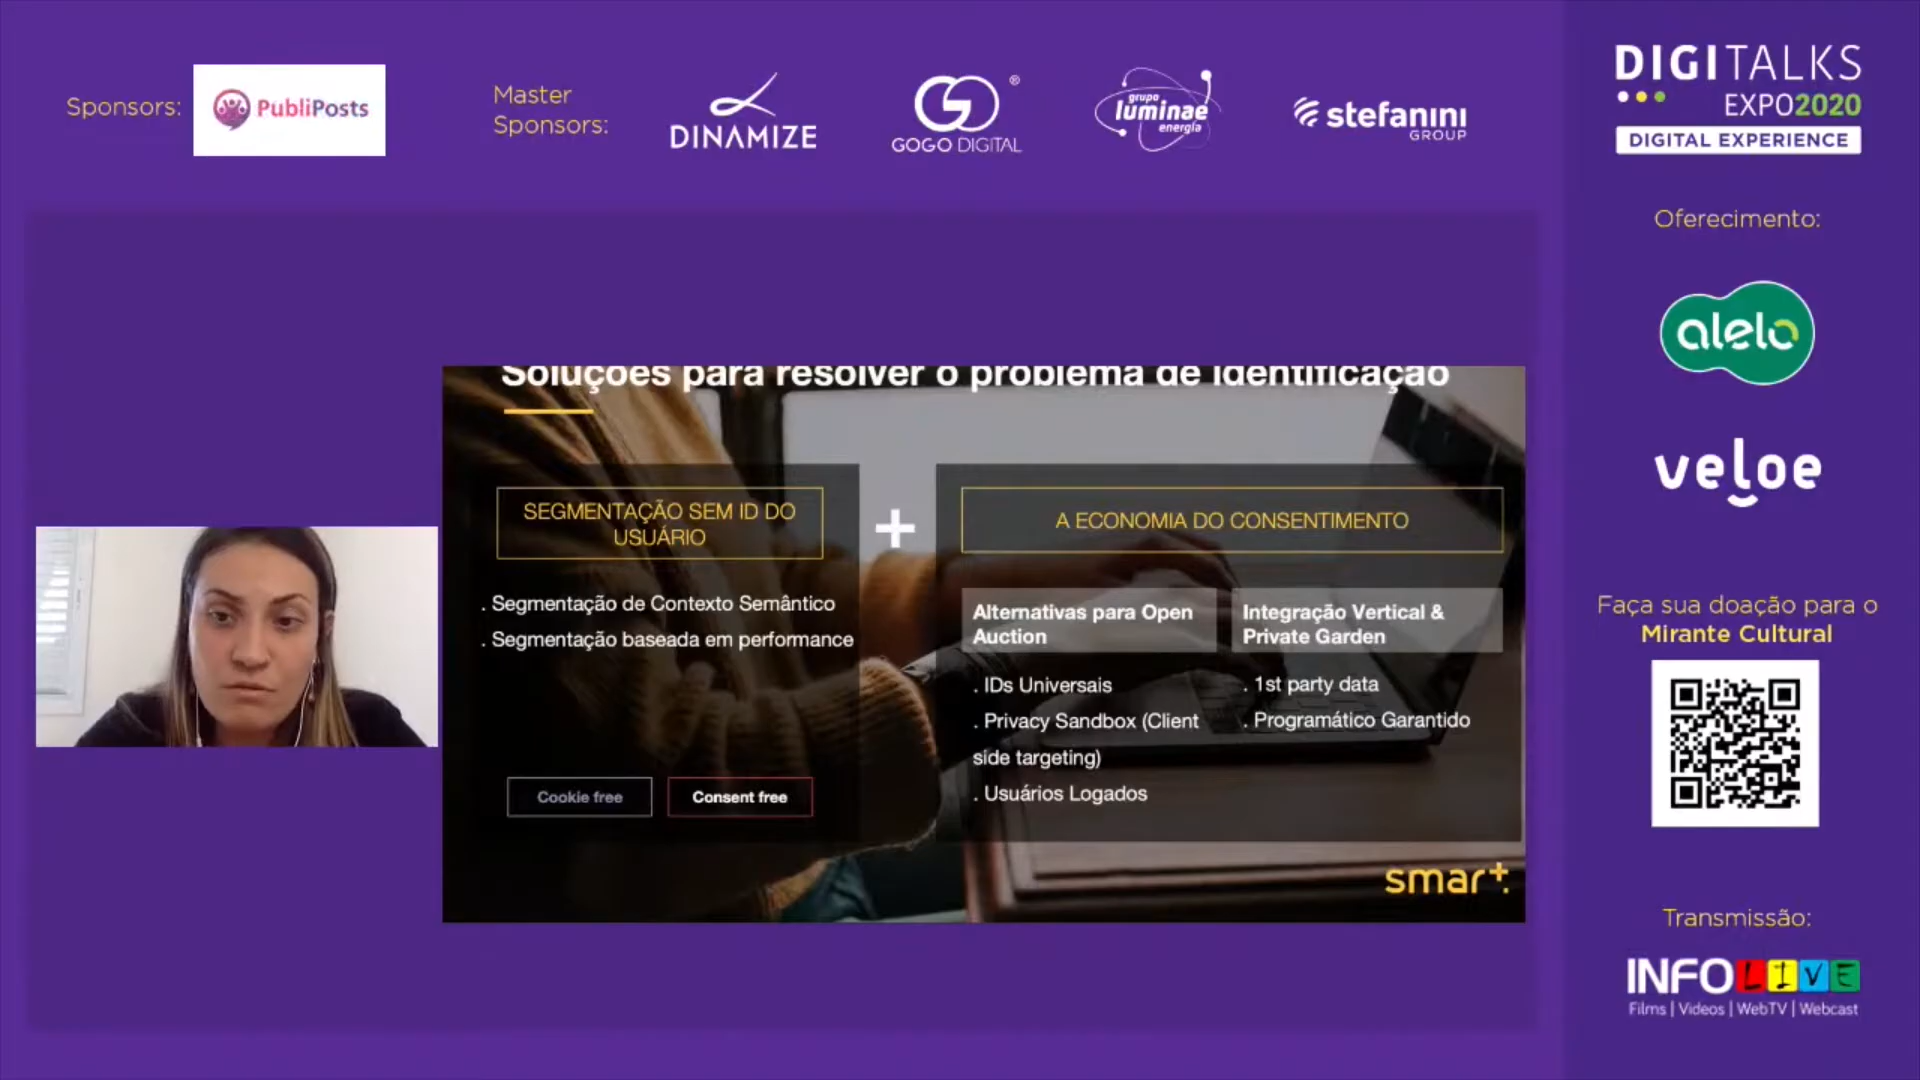 Sponsors:
PubliPosts
Master
Sponsors:
DINAMIZE
GOGO DIGITAL
®
grupo
luminae
energia
stefanini
GROUP
DIGITALKS
EXPO2020
DIGITAL EXPERIENCE
Oferecimento:
alelo
veloe
Faça sua doação para o
Mirante Cultural
Transmissão:
INFOLIVE
Films | Videos | WebTV | Webcast
Soluções para resolver o problema de identificação
SEGMENTAÇÃO SEM ID DO
USUÁRIO
. Segmentação de Contexto Semântico
. Segmentação baseada em performance
Cookie free
Consent free
+
A ECONOMIA DO CONSENTIMENTO
Alternativas para Open
Auction
. IDs Universais
. Privacy Sandbox (Client
side targeting)
. Usuários Logados
Integração Vertical &
Private Garden
. 1st party data
. Programático Garantido
smart.